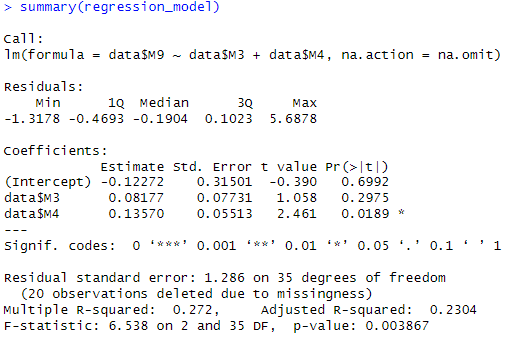 > summary(regression_model)
Call:
lm(formula = data$M9 ~ data$M3 + data$M4, na.action = na.omit)
Residuals:
    Min      1Q  Median      3Q     Max
-1.3178 -0.4693 -0.1904  0.1023  5.6878
Coefficients:
            Estimate Std. Error t value Pr(>|t|)
(Intercept) -0.12272    0.31501  -0.390   0.6992
data$M3      0.08177    0.07731   1.058   0.2975
data$M4      0.13570    0.05513   2.461   0.0189 *
---
Signif. codes:  0 ‘***’ 0.001 ‘**’ 0.01 ‘*’ 0.05 ‘.’ 0.1 ‘ ’ 1
Residual standard error: 1.286 on 35 degrees of freedom
  (20 observations deleted due to missingness)
Multiple R-squared:  0.272,     Adjusted R-squared:  0.2304
F-statistic: 6.538 on 2 and 35 DF,  p-value: 0.003867